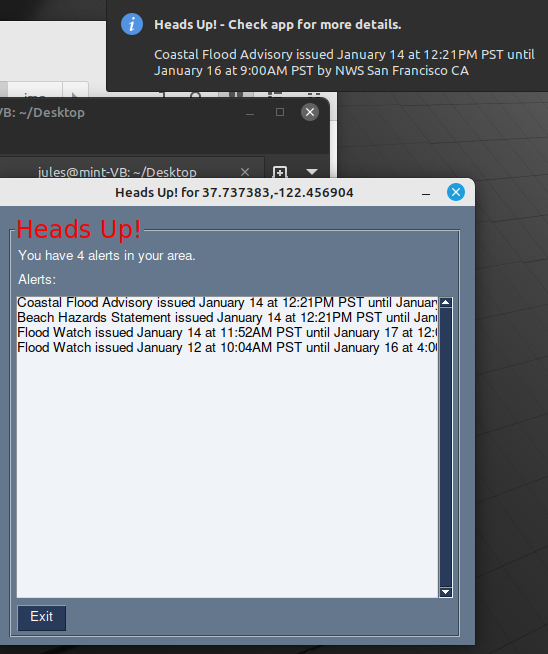 Heads Up! - Check app for more details.
Coastal Flood Advisory issued January 14 at 12:21PM PST until
January 16 at 9:00AM PST by NWS San Francisco CA
VB: ~/Desktop
jules@mint-VB: ~/Desktop
Heads Up! for 37.737383,-122.456904
Heads Up!
You have 4 alerts in your area.
Alerts:
Coastal Flood Advisory issued January 14 at 12:21PM PST until January
Beach Hazards Statement issued January 14 at 12:21PM PST until Jan
Flood Watch issued January 14 at 11:52AM PST until January 17 at 12:0
Flood Watch issued January 12 at 10:04AM PST until January 16 at 4:00
Exit